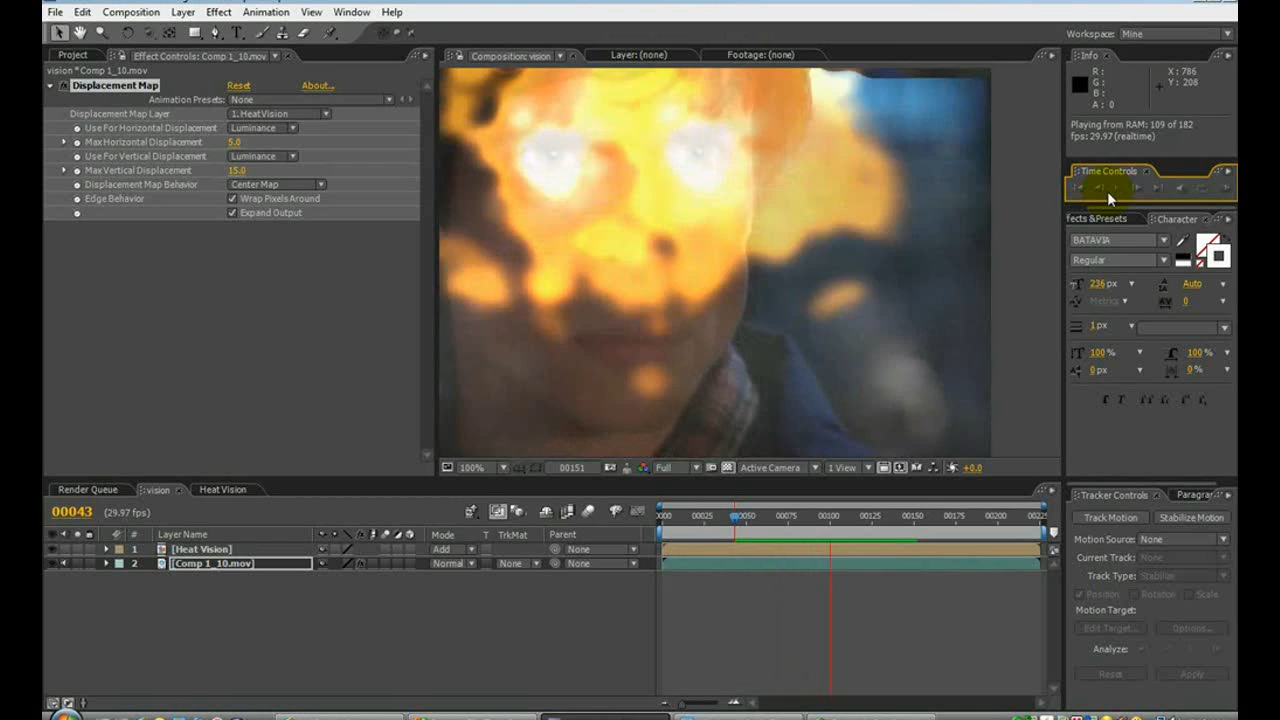 File Edit Composition Layer Effect Animation View Window Help
Workspace: Mine
Project Effect Controls: Comp 1_10.mov
Composition: vision Layer: (none) Footage: (none)
Info
vision * Comp 1_10.mov
Displacement Map Reset About...
Animation Presets: None
Displacement Map Layer 1. Heat Vision
Use For Horizontal Displacement Luminance
Max Horizontal Displacement 5.0
Use For Vertical Displacement Luminance
Max Vertical Displacement 15.0
Displacement Map Behavior Center Map
Edge Behavior Wrap Pixels Around
Expand Output
R: X: 786
G: Y: 208
B:
A: 0
Playing from RAM: 109 of 182
fps: 29.97 (realtime)
Time Controls
fects & Presets Character
BATAVIA
Regular
236 px Auto
Metrics 0
1 px
100 % 100 %
0 px 0 %
100% 00151 Full Active Camera 1 View +0.0
Render Queue vision Heat Vision
00043 (29.97 fps)
0000 00025 00050 00075 00100 00125 00150 00175 00200 00225
# Layer Name Mode T TrkMat Parent
1 [Heat Vision] Add None
2 [Comp 1_10.mov] Normal None None
Tracker Controls Paragra
Track Motion Stabilize Motion
Motion Source: None
Current Track: None
Track Type: Stabilize
Position Rotation Scale
Motion Target:
Edit Target... Options...
Analyze:
Reset Apply